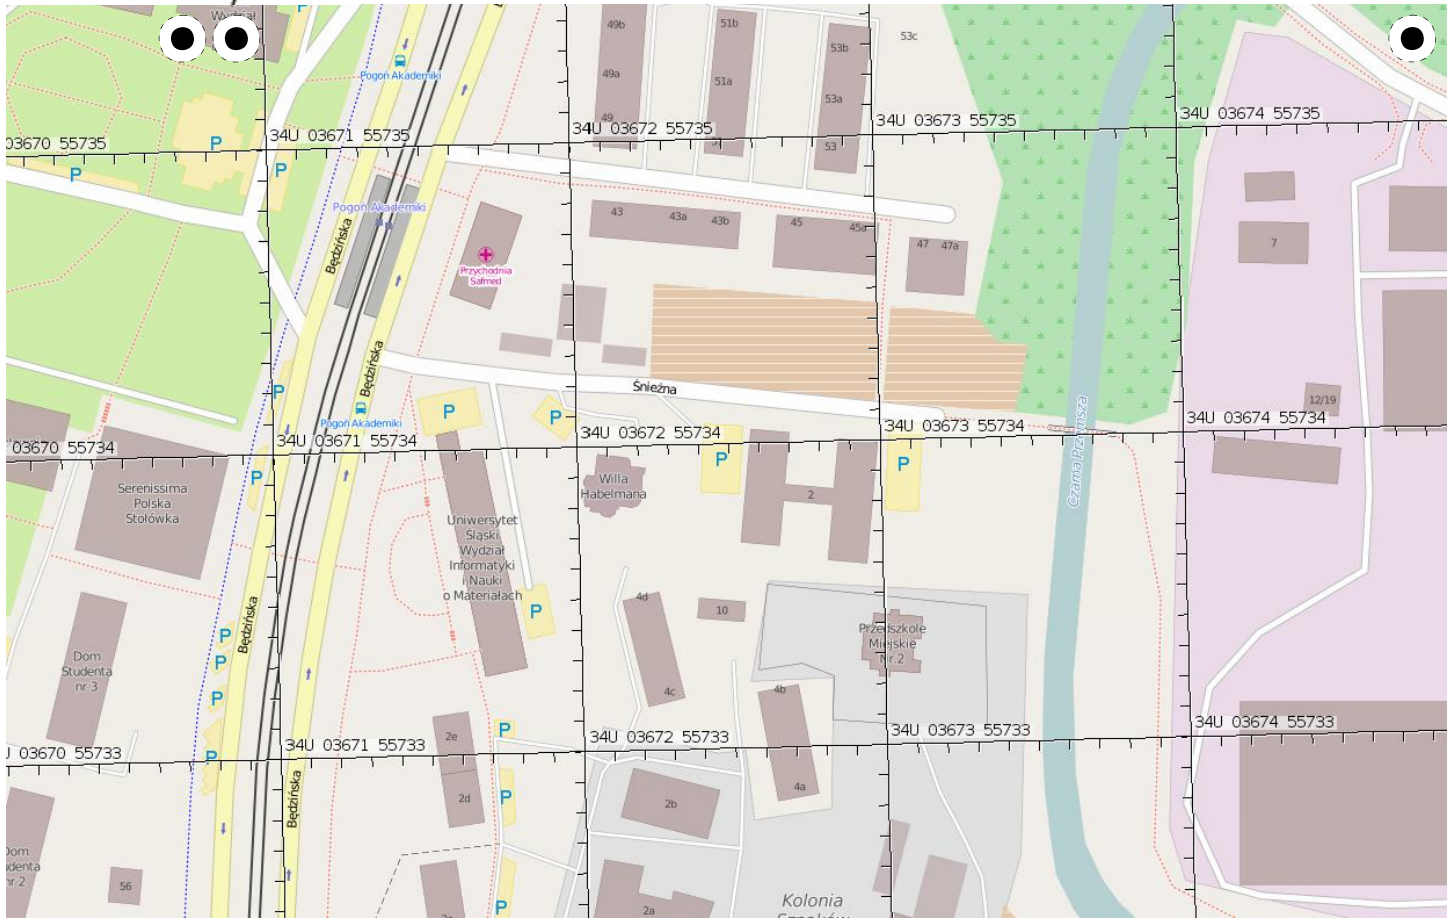 Wydział
49b
51b
53b
53c
Pogoń Akademiki
49a
51a
53a
49
53
P
03670 55735
34U 03671 55735
34U 03672 55735
34U 03673 55735
34U 03674 55735
P
P
P
Pogoń Akademiki
43
43a
43b
45
45a
47
47a
7
Będzińska
Przychodnia
Salmed
Będzińska
Śnieżna
P
P
P
12/19
Pogoń Akademiki
03670 55734
34U 03671 55734
34U 03672 55734
34U 03673 55734
34U 03674 55734
Czarna Przemsza
P
P
P
Serenissima
Polska
Stołówka
Willa
Habelmana
2
Uniwersytet
Śląski
Wydział
Informatyki
i Nauki
o Materiałach
P
4d
10
Przedszkole
Miejskie
Nr.2
Będzińska
P
P
P
Dom
Studenta
nr 3
4c
4b
2e
P
P
03670 55733
34U 03671 55733
34U 03672 55733
34U 03673 55733
34U 03674 55733
Będzińska
2d
P
2b
4a
Dom
nr 2
56
P
2a
Kolonia